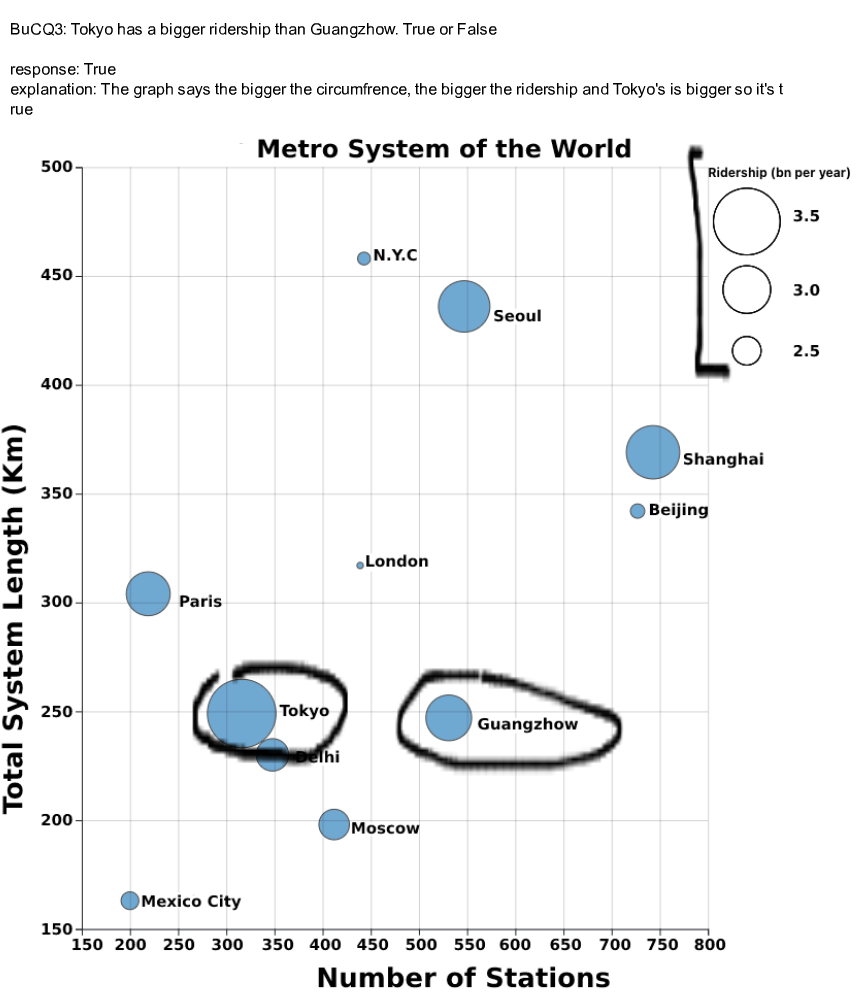 BuCQ3: Tokyo has a bigger ridership than Guangzhow. True or False
response: True
explanation: The graph says the bigger the circumfrence, the bigger the ridership and Tokyo's is bigger so it's t
rue
Metro System of the World
Ridership (bn per year)
3.5
3.0
2.5
500
450
400
350
300
250
200
150
Total System Length (Km)
N.Y.C
Seoul
Shanghai
Beijing
London
Paris
Tokyo
Guangzhow
Delhi
Moscow
Mexico City
150 200 250 300 350 400 450 500 550 600 650 700 750 800
Number of Stations